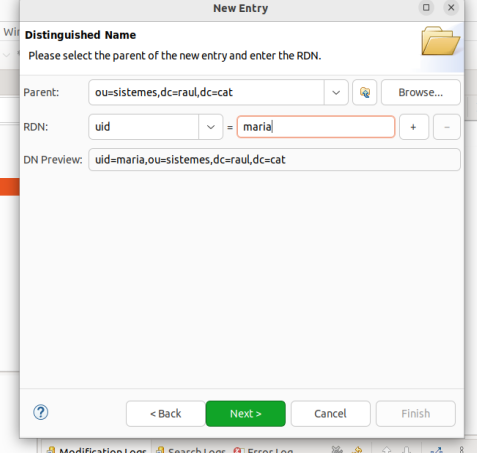 New Entry
Wi
Distinguished Name
Please select the parent of the new entry and enter the RDN.
Parent: ou=sistemes,dc=raul,dc=cat Browse...
RDN: uid = maria + -
DN Preview: uid=maria,ou=sistemes,dc=raul,dc=cat
? < Back Next > Cancel Finish
Modification Logs Search Logs Error Log